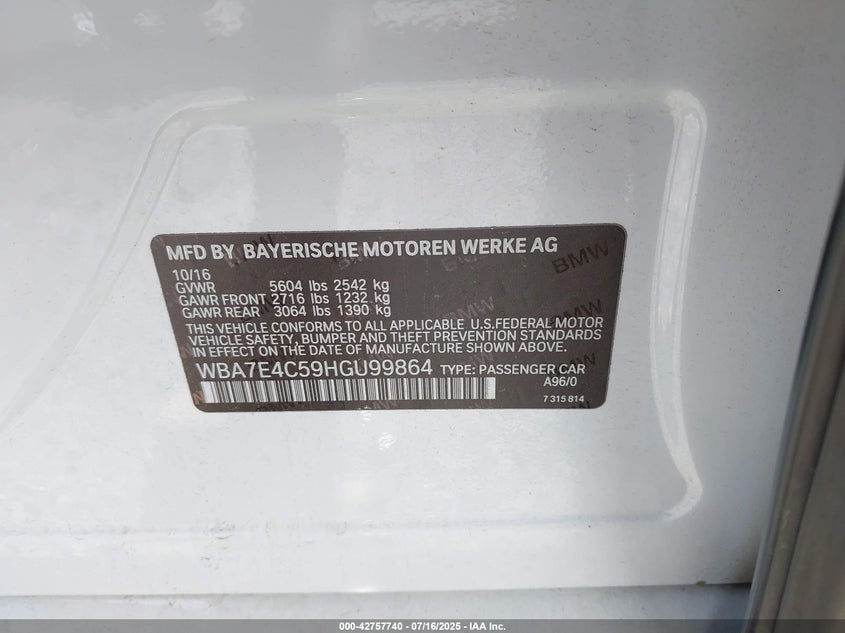 MFD BY BAYERISCHE MOTOREN WERKE AG
10/16
GVWR 5604 lbs 2542 kg
GAWR FRONT 2716 lbs 1232 kg
GAWR REAR 3064 lbs 1390 kg
THIS VEHICLE CONFORMS TO ALL APPLICABLE U.S.FEDERAL MOTOR
VEHICLE SAFETY, BUMPER AND THEFT PREVENTION STANDARDS
IN EFFECT ON THE DATE OF MANUFACTURE SHOWN ABOVE.
WBA7E4C59HGU99864 TYPE: PASSENGER CAR
A96/0
7 315 814
BMW
000-42757740 - 07/16/2025 - IAA Inc.